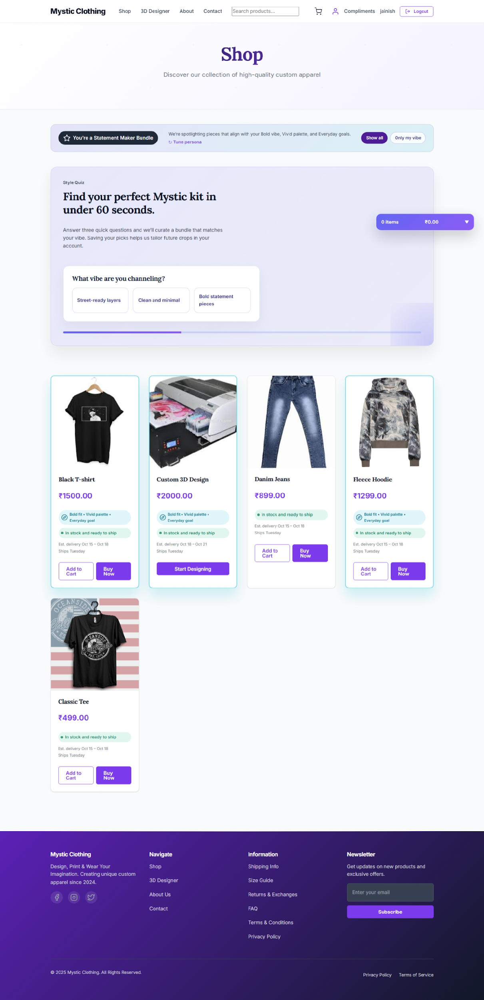 Mystic Clothing
Shop
3D Designer
About
Contact
Search products...
Compliments
jainish
Logout
Shop
Discover our collection of high-quality custom apparel
You're a Statement Maker Bundle
We're spotlighting pieces that align with your Bold vibe, Vivid palette, and Everyday goals.
↻ Tune persona
Show all
Only my vibe
Style Quiz
Find your perfect Mystic kit in
under 60 seconds.
0 items
₹0.00
Answer three quick questions and we'll curate a bundle that matches
your vibe. Saving your picks helps us tailor future drops in your
account.
What vibe are you channeling?
Street-ready layers
Clean and minimal
Bold statement
pieces
Black T-shirt
₹1500.00
Bold fit • Vivid palette •
Everyday goal
In stock and ready to ship
Est. delivery Oct 15 – Oct 18
Ships Tuesday
Add to
Cart
Buy
Now
Custom 3D Design
₹2000.00
Bold fit • Vivid palette •
Everyday goal
In stock and ready to ship
Est. delivery Oct 18 – Oct 21
Ships Tuesday
Start Designing
Danim Jeans
₹899.00
In stock and ready to ship
Est. delivery Oct 15 – Oct 18
Ships Tuesday
Add to
Cart
Buy
Now
Fleece Hoodie
₹1299.00
Bold fit • Vivid palette •
Everyday goal
In stock and ready to ship
Est. delivery Oct 15 – Oct 18
Ships Tuesday
Add to
Cart
Buy
Now
OCEANSIDE
OCEANSIDE
California
EST. 1975
Classic Tee
₹499.00
In stock and ready to ship
Est. delivery Oct 15 – Oct 18
Ships Tuesday
Add to
Cart
Buy
Now
Mystic Clothing
Design, Print & Wear Your
Imagination. Creating unique custom
apparel since 2024.
Navigate
Shop
3D Designer
About Us
Contact
Information
Shipping Info
Size Guide
Returns & Exchanges
FAQ
Terms & Conditions
Privacy Policy
Newsletter
Get updates on new products and
exclusive offers.
Enter your email
Subscribe
© 2025 Mystic Clothing. All Rights Reserved.
Privacy Policy
Terms of Service